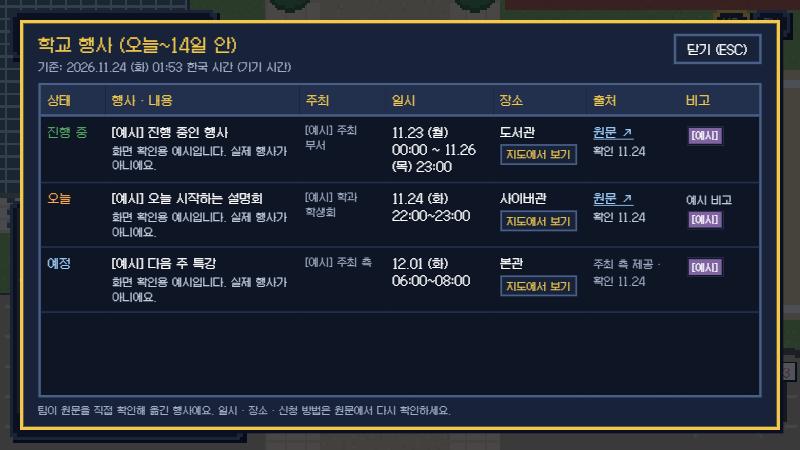 학교 행사 (오늘~14일 안)
닫기 (ESC)
기준: 2026.11.24 (화) 01:53 한국 시간 (기기 시간)
상태 행사 · 내용 주최 일시 장소 출처 비고
진행 중
[예시] 진행 중인 행사
화면 확인용 예시입니다. 실제 행사가
아니에요.
[예시] 주최
부서
11.23 (월)
00:00 ~ 11.26
(목) 23:00
도서관
지도에서 보기
원문 ↗
확인 11.24
[예시]
오늘
[예시] 오늘 시작하는 설명회
화면 확인용 예시입니다. 실제 행사가
아니에요.
[예시] 학과
학생회
11.24 (화)
22:00~23:00
사이버관
지도에서 보기
원문 ↗
확인 11.24
예시 비고
[예시]
예정
[예시] 다음 주 특강
화면 확인용 예시입니다. 실제 행사가
아니에요.
[예시] 주최 측
12.01 (화)
06:00~08:00
본관
지도에서 보기
주최 측 제공 ·
확인 11.24
[예시]
3
팀이 원문을 직접 확인해 옮긴 행사예요. 일시 · 장소 · 신청 방법은 원문에서 다시 확인하세요.